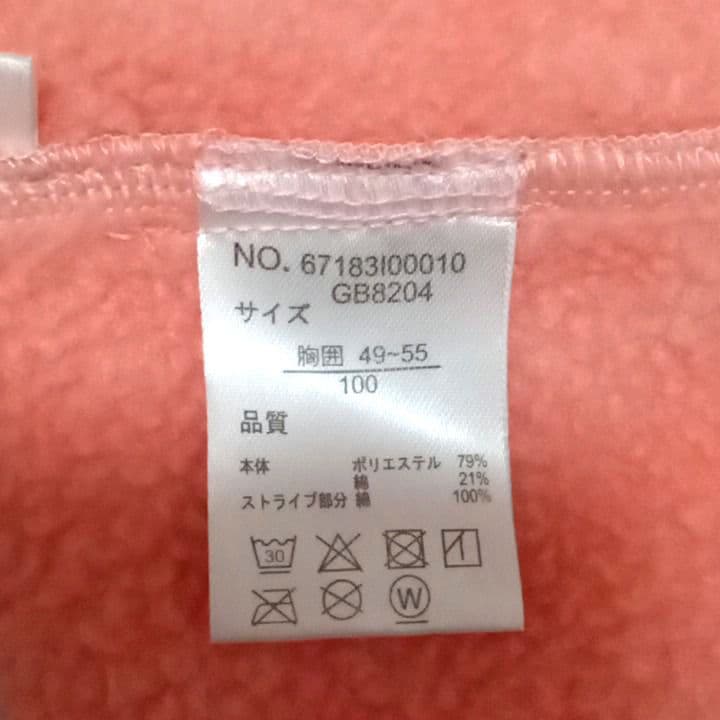 NO. 67183I00010
GB8204
サイズ
胸囲 49~55
100
品質
本体 ポリエステル 79%
綿 21%
ストライプ部分 綿 100%
30
W